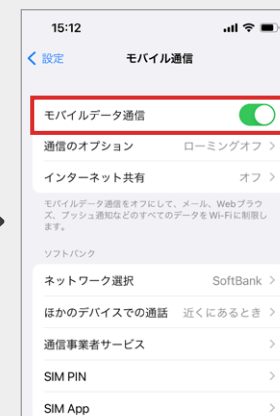 15:12
設定
モバイル通信
モバイルデータ通信
通信のオプション ローミングオフ
インターネット共有 オフ
モバイルデータ通信をオフにして、メール、Webブラウ
ズ、プッシュ通知などのすべてのデータをWi-Fiに制限し
ます。
ソフトバンク
ネットワーク選択 SoftBank
ほかのデバイスでの通話 近くにあるとき
通信事業者サービス
SIM PIN
SIM App